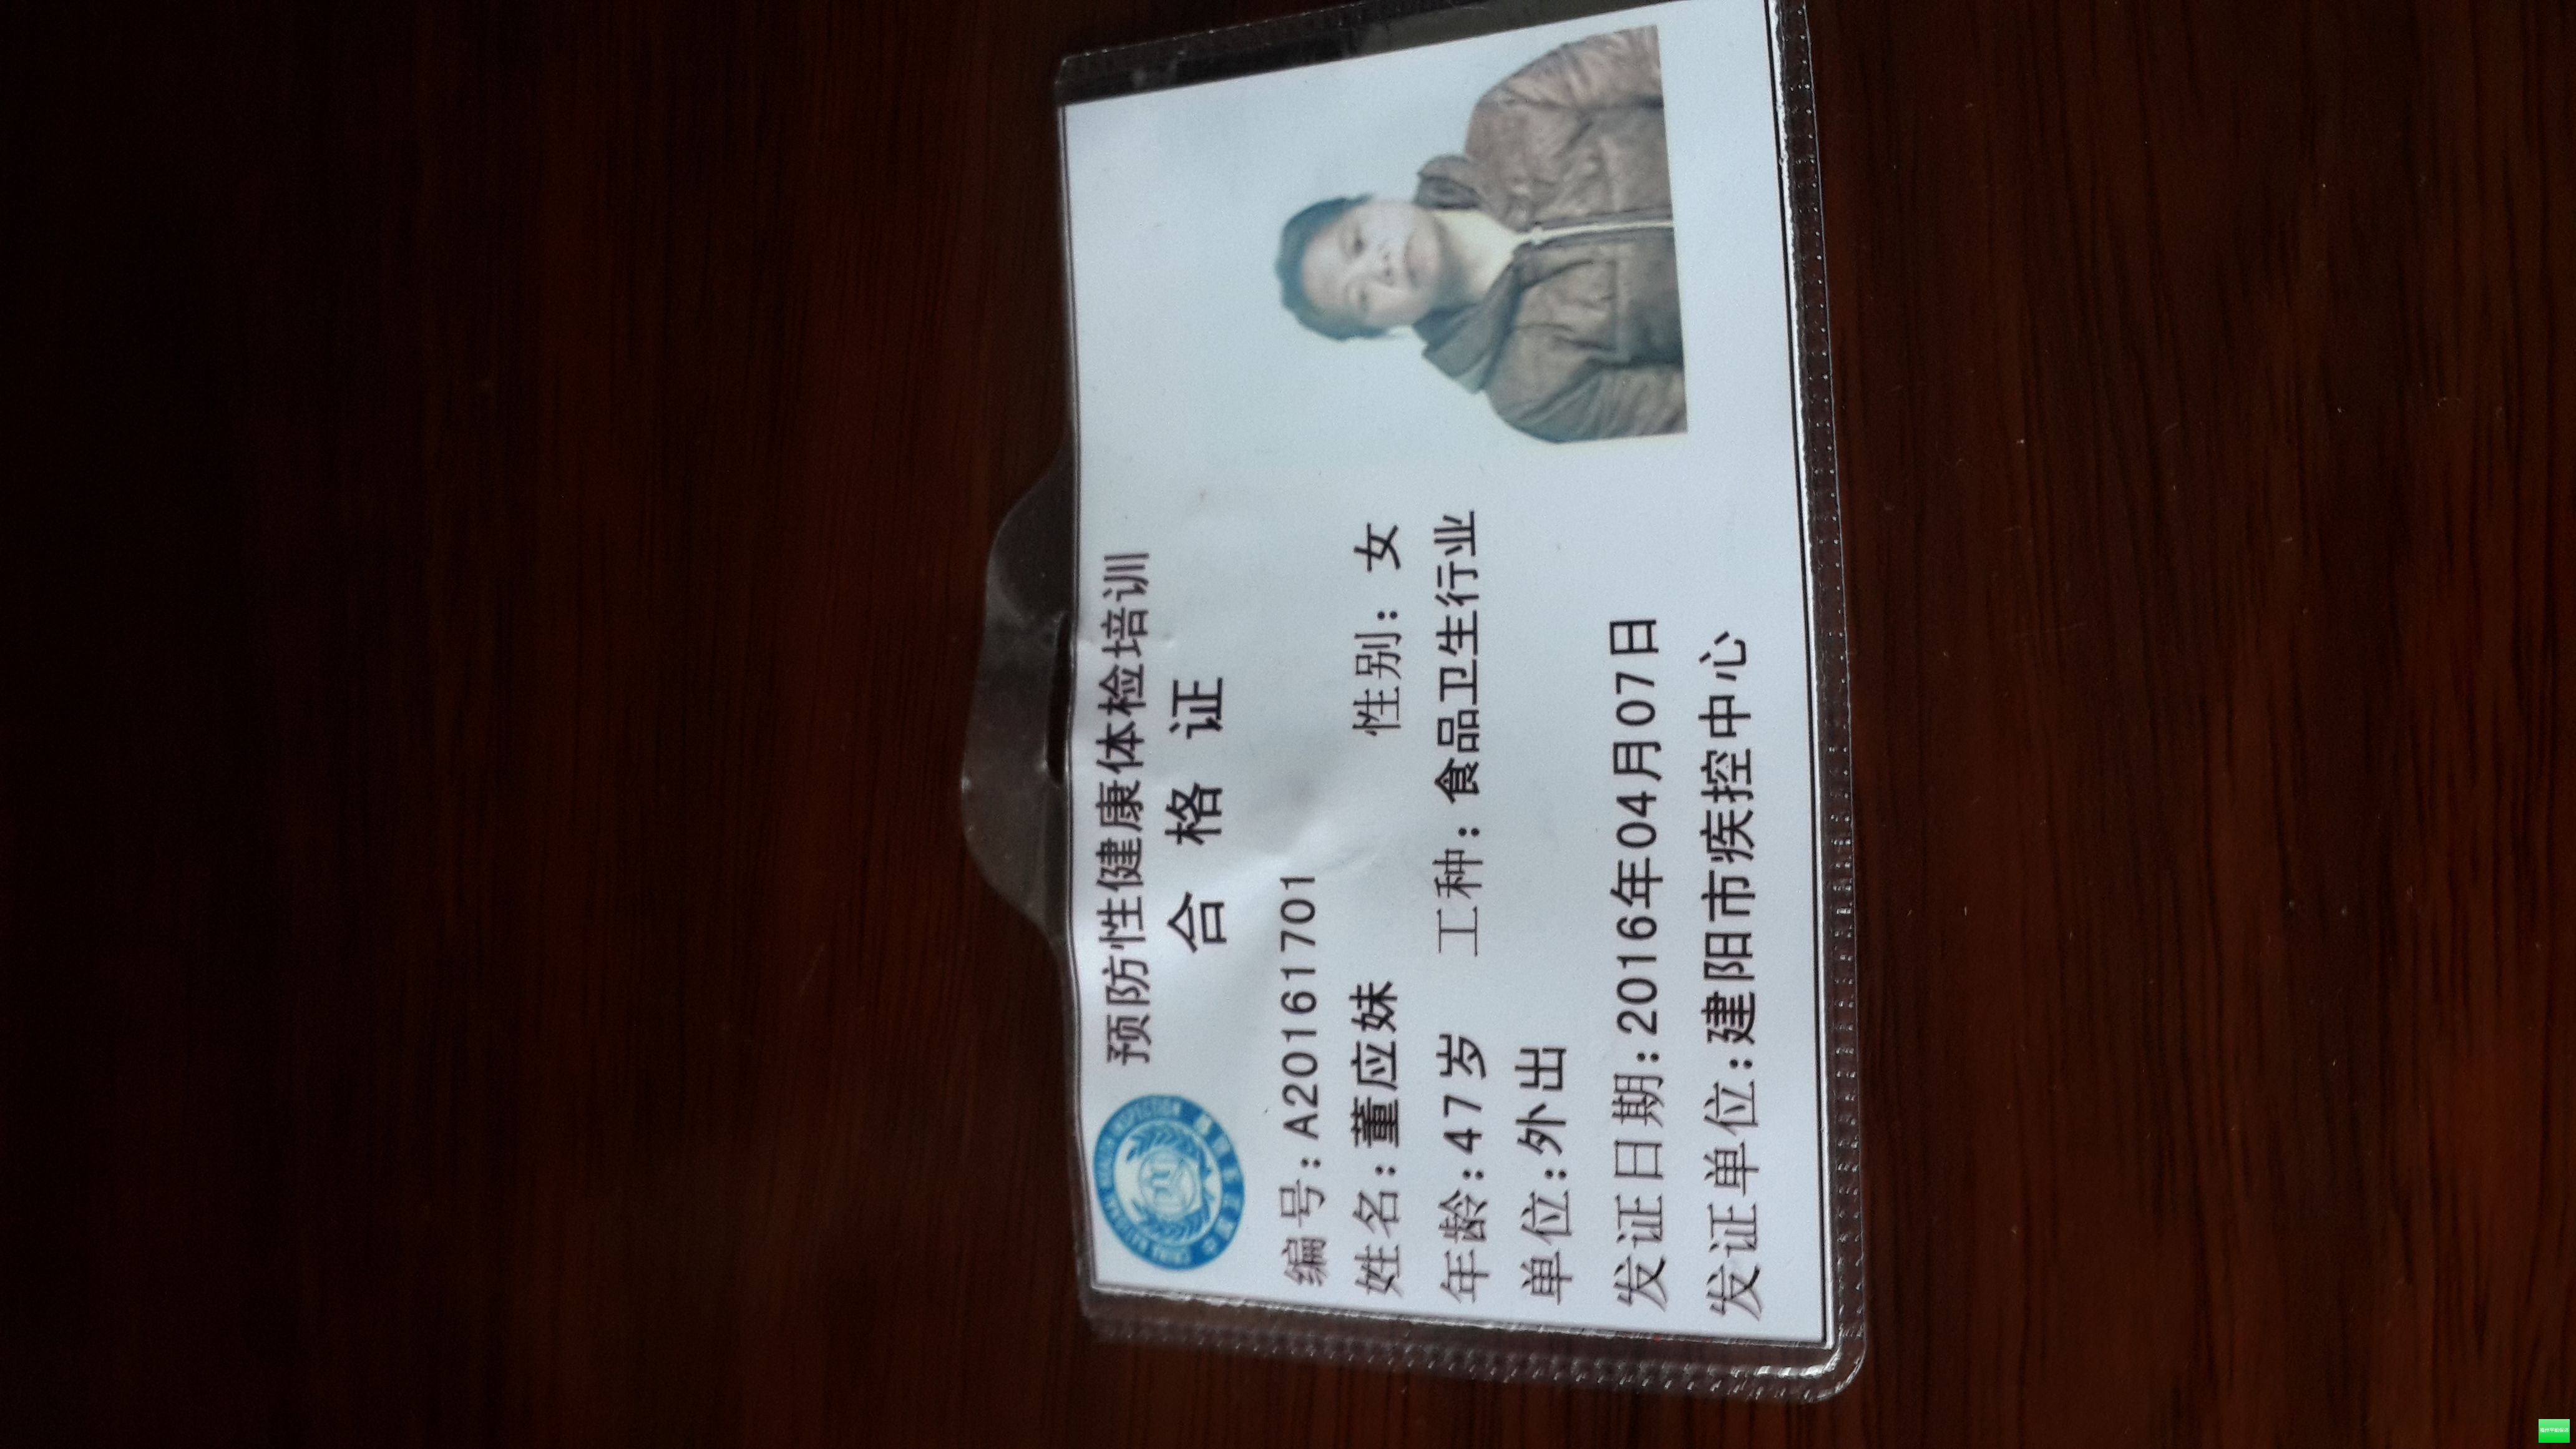 预防性健康体检培训
合格证
编号:A20161701
姓名:董应妹 性别:女
年龄:47岁 工种:食品卫生行业
单位:外出
发证日期:2016年04月07日
发证单位:建阳市疾控中心